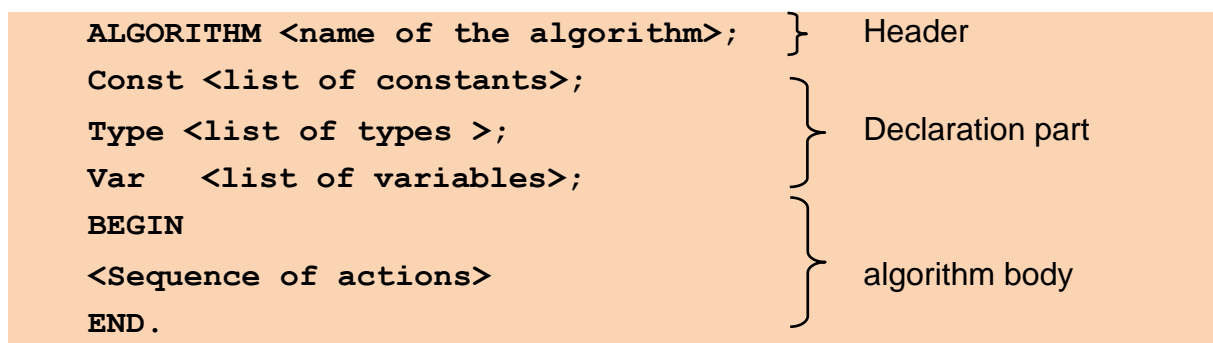 ALGORITHM <name of the algorithm>; Header
Const <list of constants>;
Type <list of types >; Declaration part
Var <list of variables>;
BEGIN
<Sequence of actions> algorithm body
END.